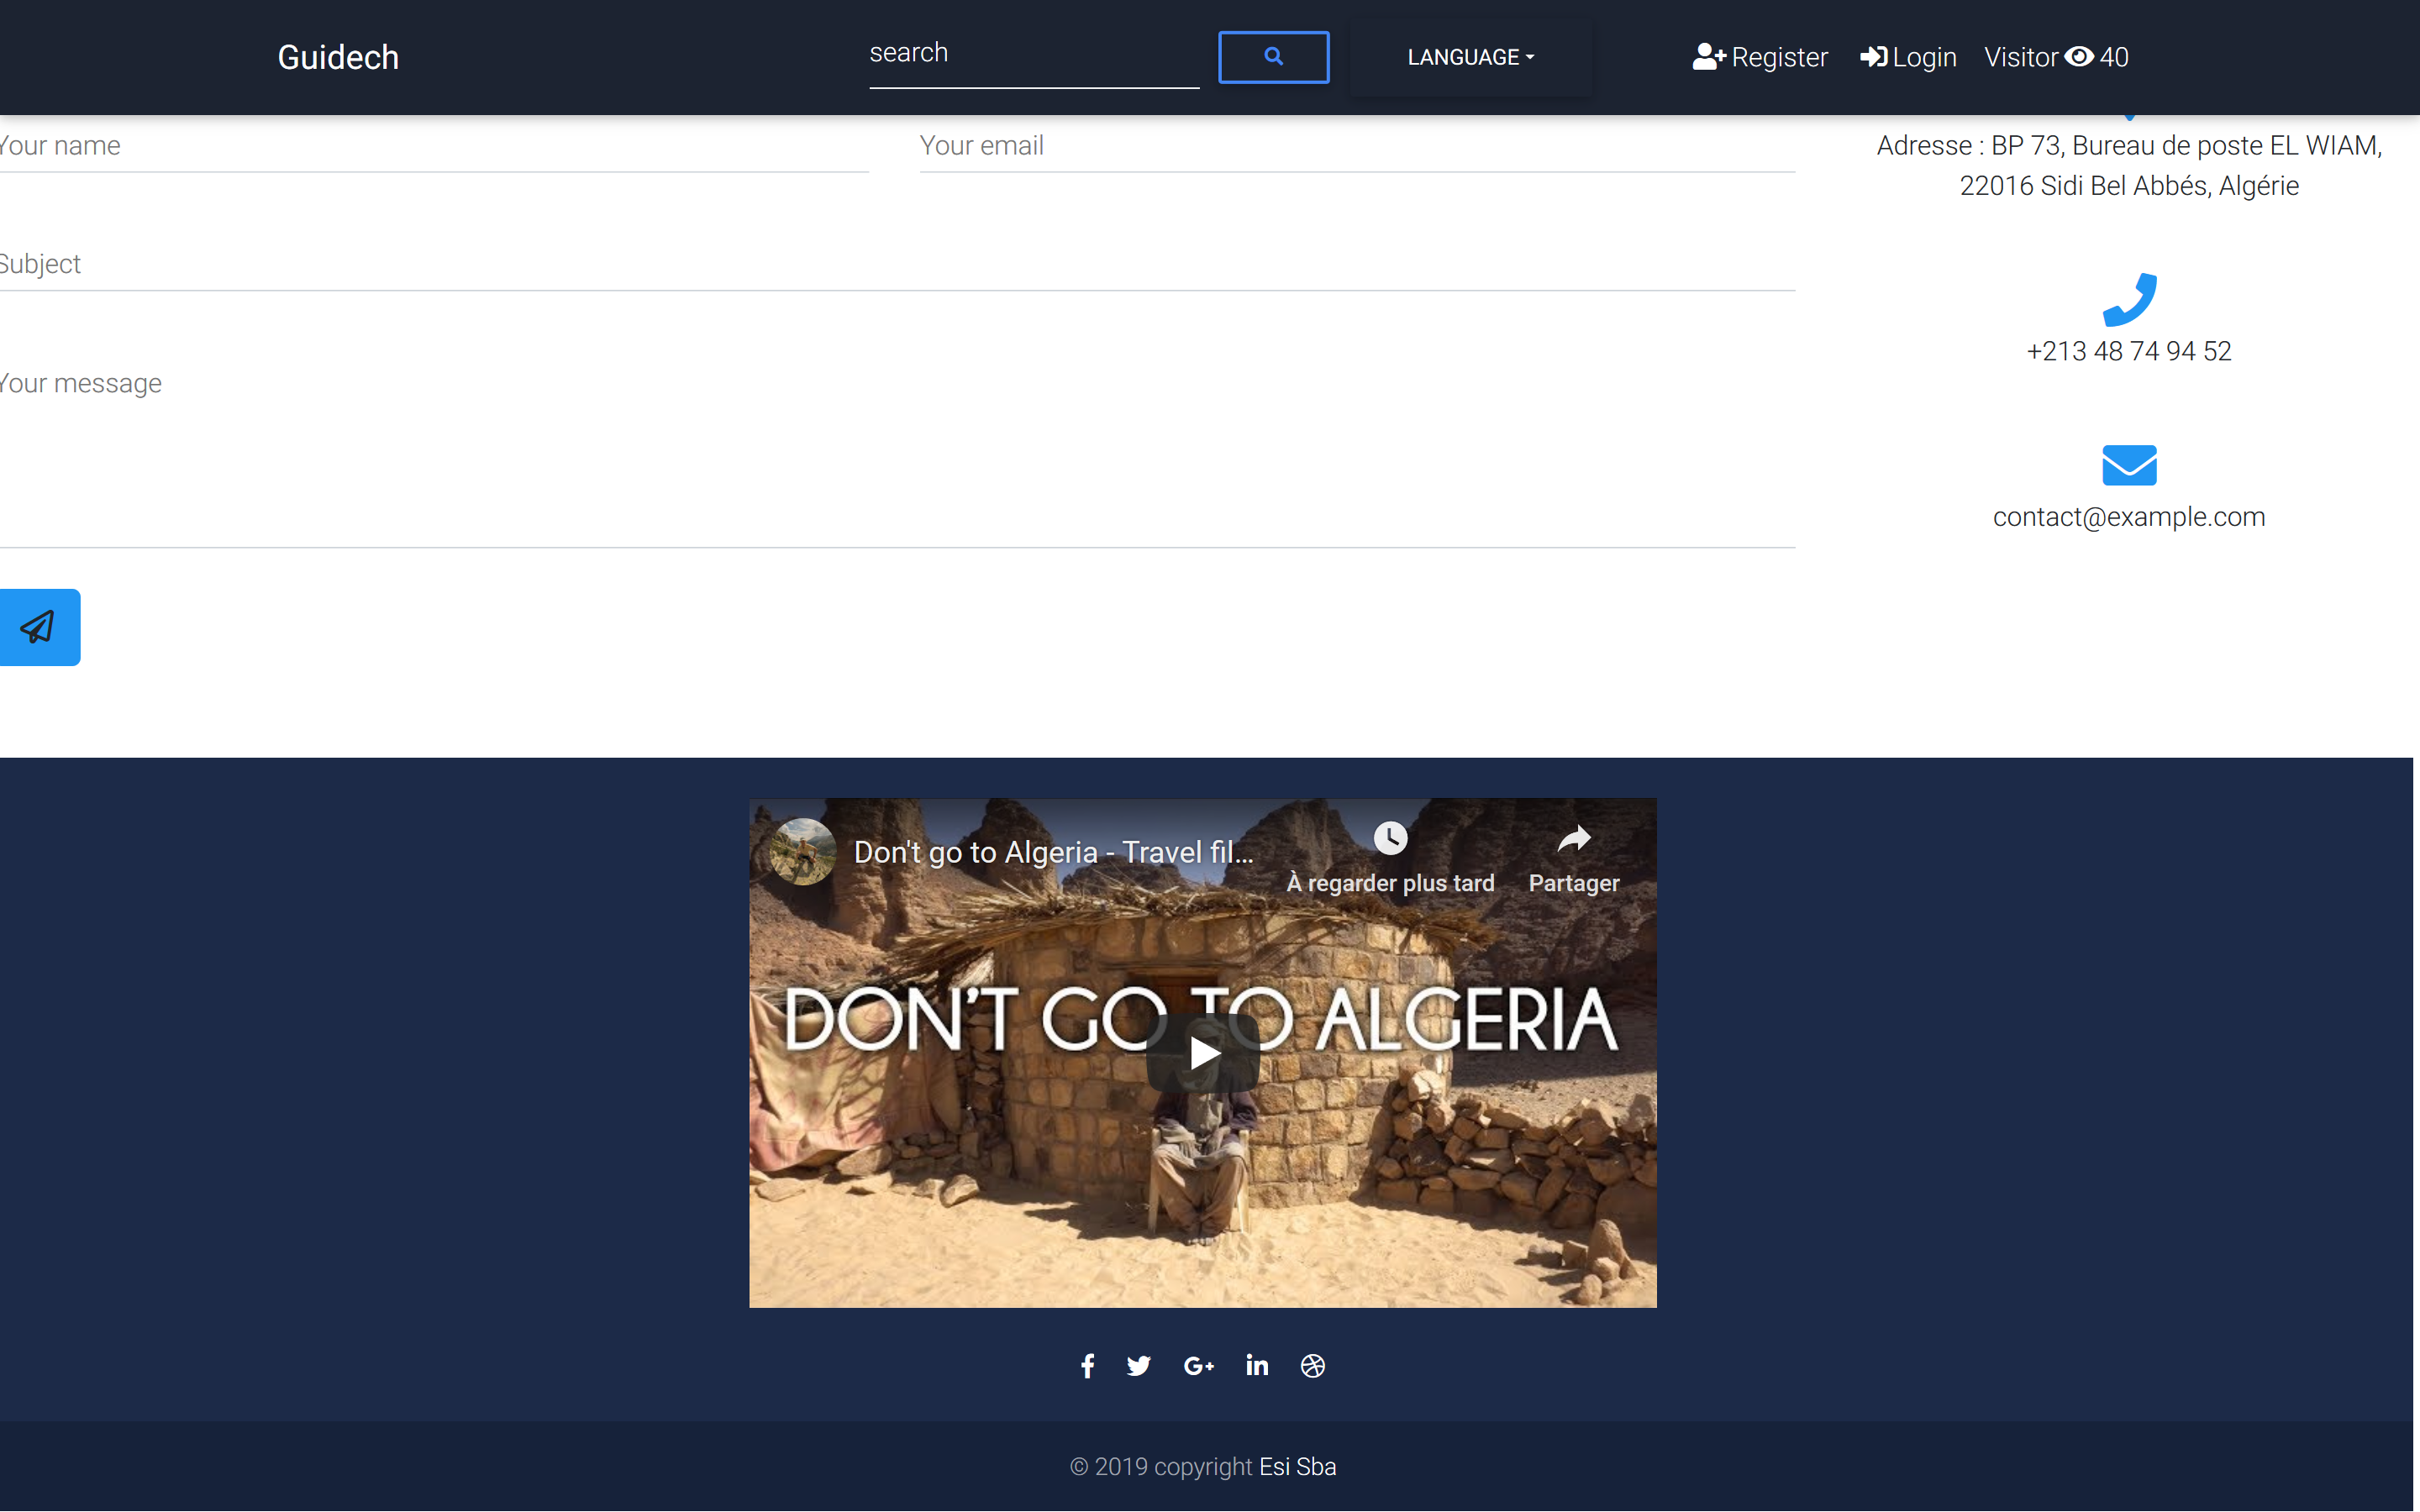 Guidech
search
LANGUAGE
Register
Login
Visitor 40
Your name
Your email
Adresse : BP 73, Bureau de poste EL WIAM,
22016 Sidi Bel Abbés, Algérie
Subject
+213 48 74 94 52
Your message
contact@example.com
Don't go to Algeria - Travel fil...
À regarder plus tard
Partager
DON'T GO TO ALGERIA
G+
in
© 2019 copyright Esi Sba